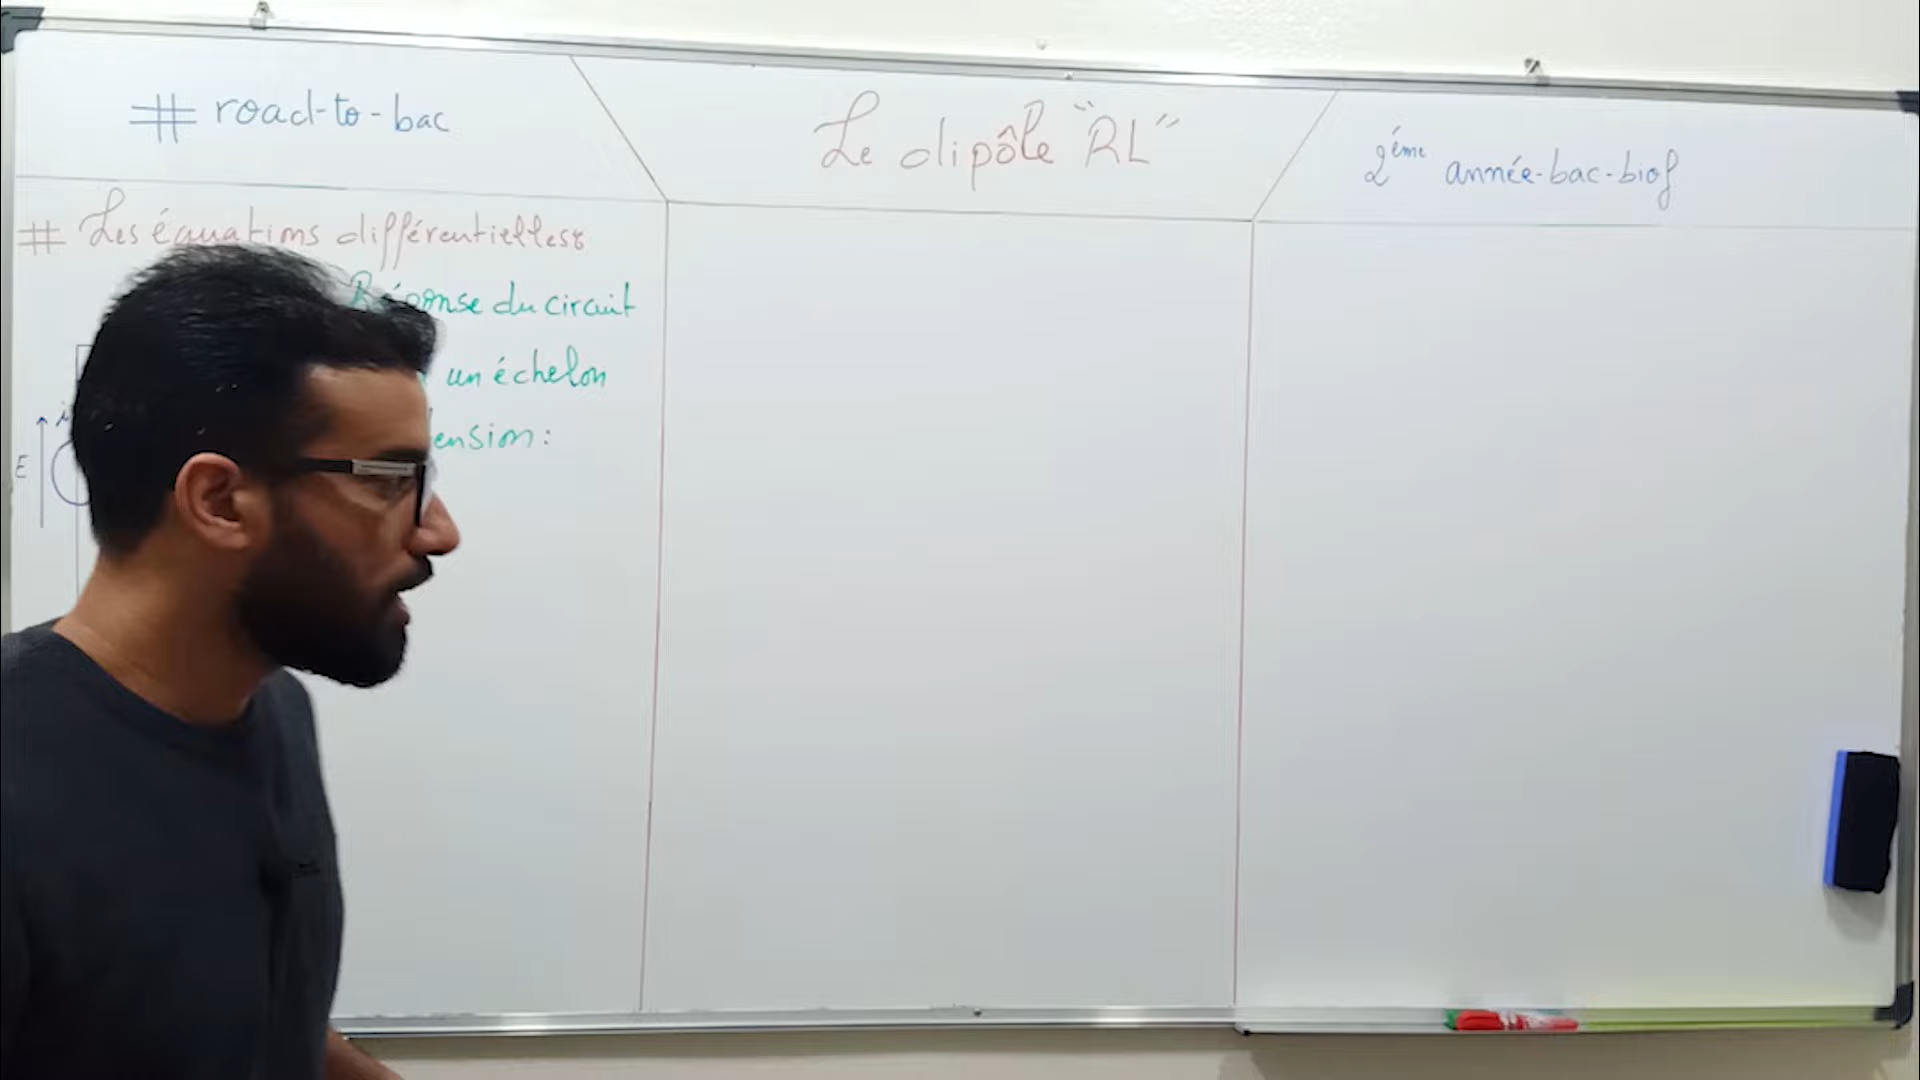 # road-to-bac
Le dipôle "RL"
2ème année-bac-biof
# Les équations différentielles
Réponse du circuit
un échelon
ension:
i
E